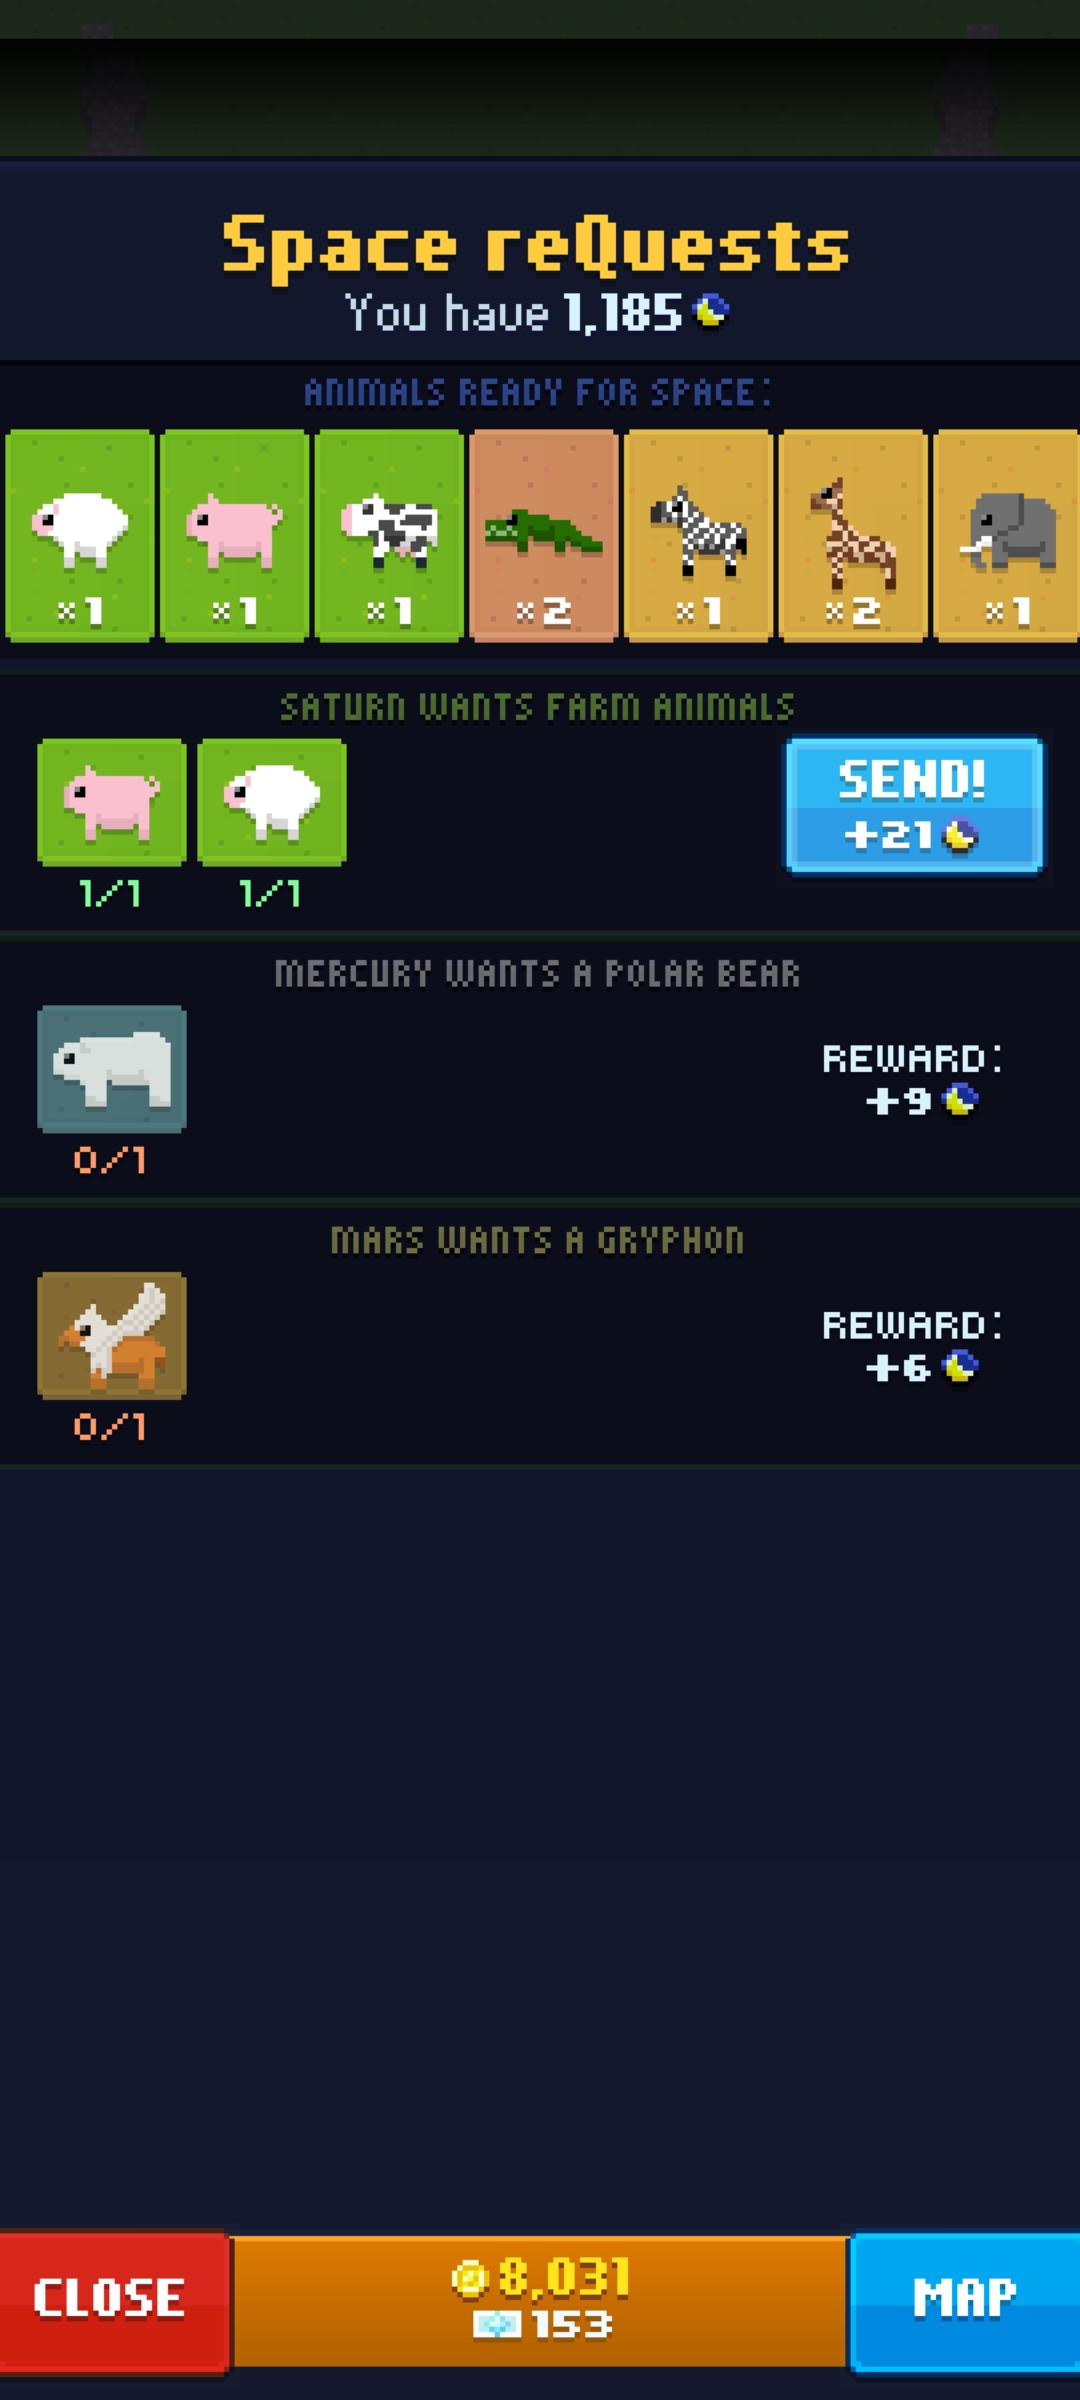 Space reQuests
You have 1,185
ANIMALS READY FOR SPACE:
×1 ×1 ×1 ×2 ×1 ×2 ×1
SATURN WANTS FARM ANIMALS
SEND!
+21
1/1 1/1
MERCURY WANTS A POLAR BEAR
REWARD:
+9
0/1
MARS WANTS A GRYPHON
REWARD:
+6
0/1
CLOSE
8,031
153
MAP